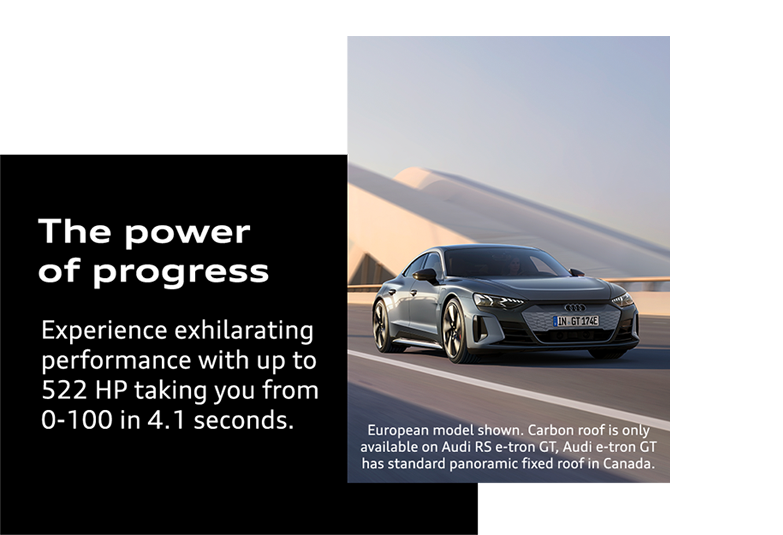 The power
of progress
Experience exhilarating
performance with up to
522 HP taking you from
0-100 in 4.1 seconds.
IN·GT 174E
European model shown. Carbon roof is only
available on Audi RS e-tron GT, Audi e-tron GT
has standard panoramic fixed roof in Canada.